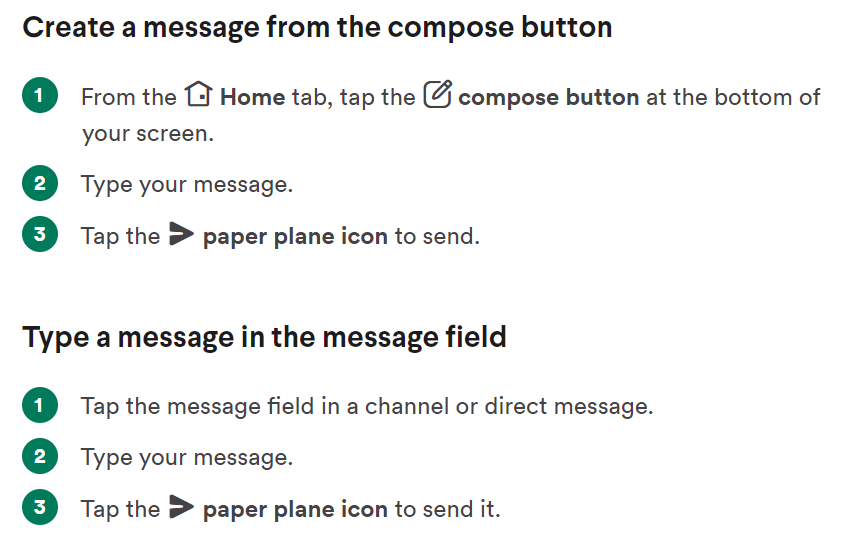 Create a message from the compose button
1 From the Home tab, tap the compose button at the bottom of
your screen.
2 Type your message.
3 Tap the paper plane icon to send.
Type a message in the message field
1 Tap the message field in a channel or direct message.
2 Type your message.
3 Tap the paper plane icon to send it.